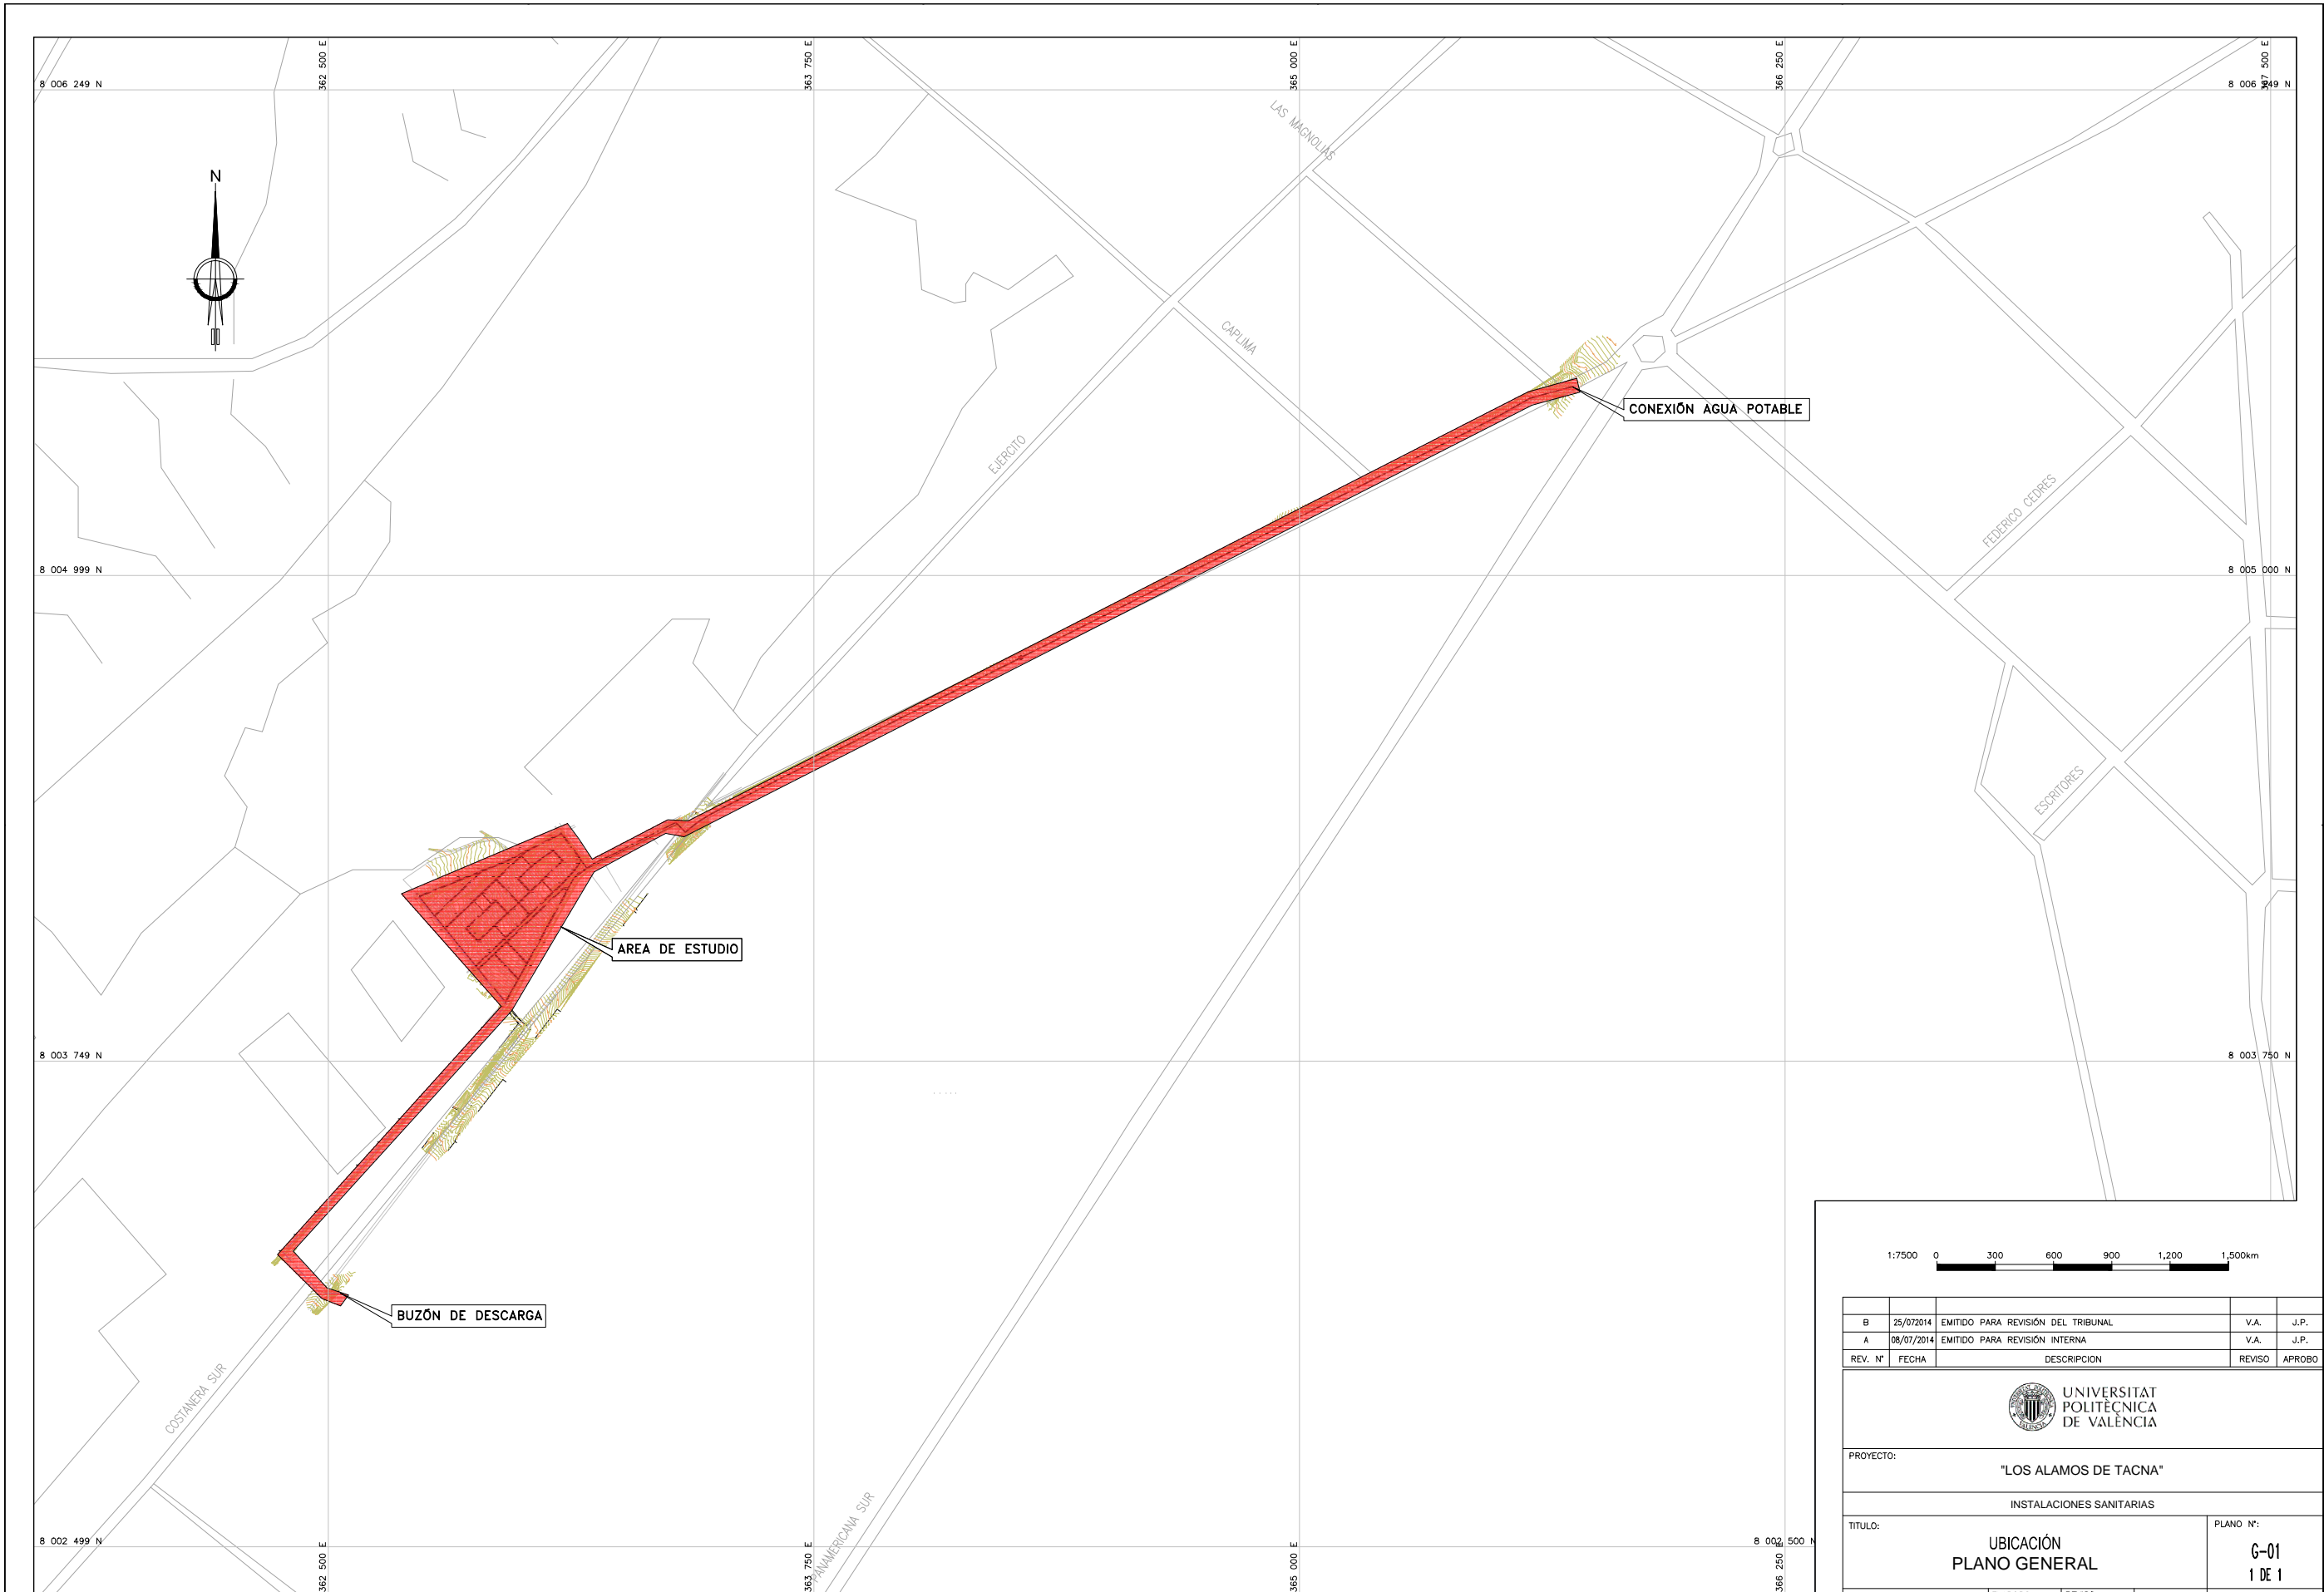 362 500 E
363 750 E
365 000 E
366 250 E
367 500 E
8 006 249 N
8 006 249 N
N
LAS MAGNOLIAS
CAPLIMA
CONEXIÓN AGUA POTABLE
EJERCITO
FEDERICO CEDRES
8 004 999 N
8 005 000 N
ESCRITORES
AREA DE ESTUDIO
8 003 749 N
8 003 750 N
BUZÓN DE DESCARGA
COSTANERA SUR
PANAMERICANA SUR
8 002 499 N
8 002 500 N
362 500 E
363 750 E
365 000 E
366 250 E
1:7500 0 300 600 900 1,200 1,500km
B 25/072014 EMITIDO PARA REVISIÓN DEL TRIBUNAL V.A. J.P.
A 08/07/2014 EMITIDO PARA REVISIÓN INTERNA V.A. J.P.
REV. N° FECHA DESCRIPCION REVISO APROBO
UNIVERSITAT
POLITÈCNICA
DE VALÈNCIA
PROYECTO:
"LOS ALAMOS DE TACNA"
INSTALACIONES SANITARIAS
TITULO:
UBICACIÓN
PLANO GENERAL
PLANO N°:
G-01
1 DE 1